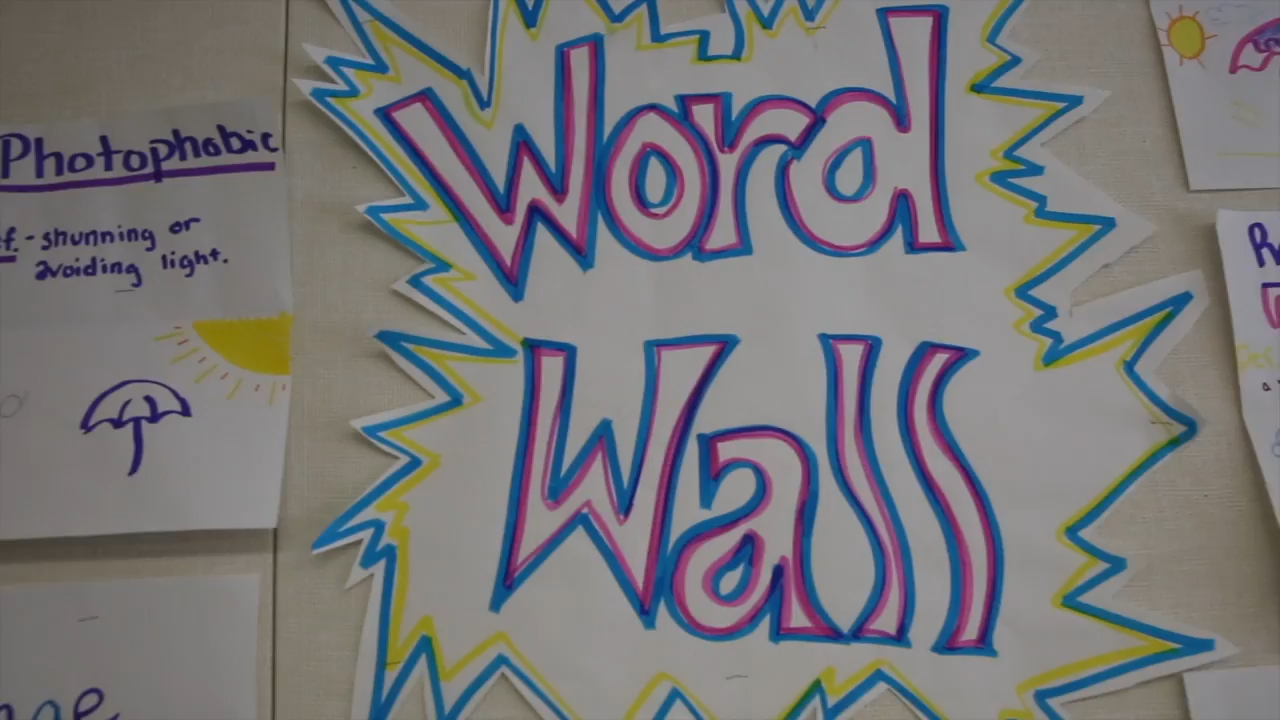 Photophobic
f. - shunning or
avoiding light.
Word
Wall